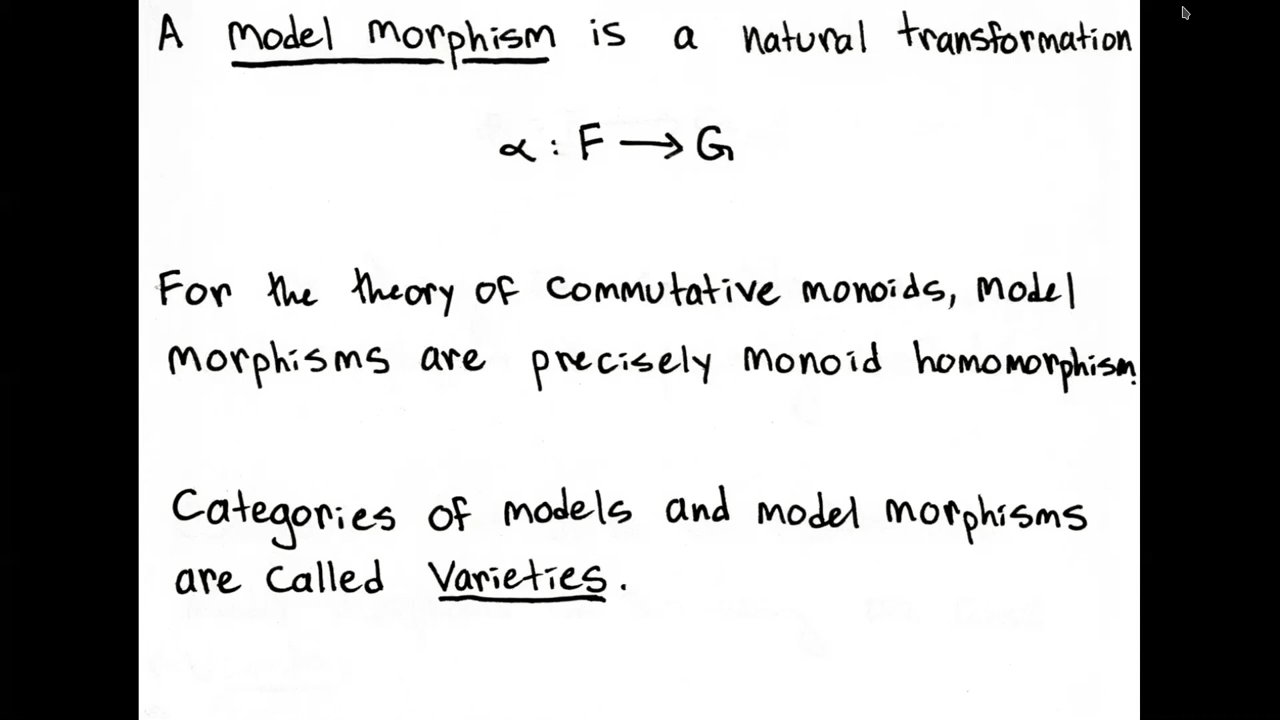 A model morphism is a natural transformation
α : F → G
For the theory of commutative monoids, model
morphisms are precisely monoid homomorphism.
Categories of models and model morphisms
are called Varieties.